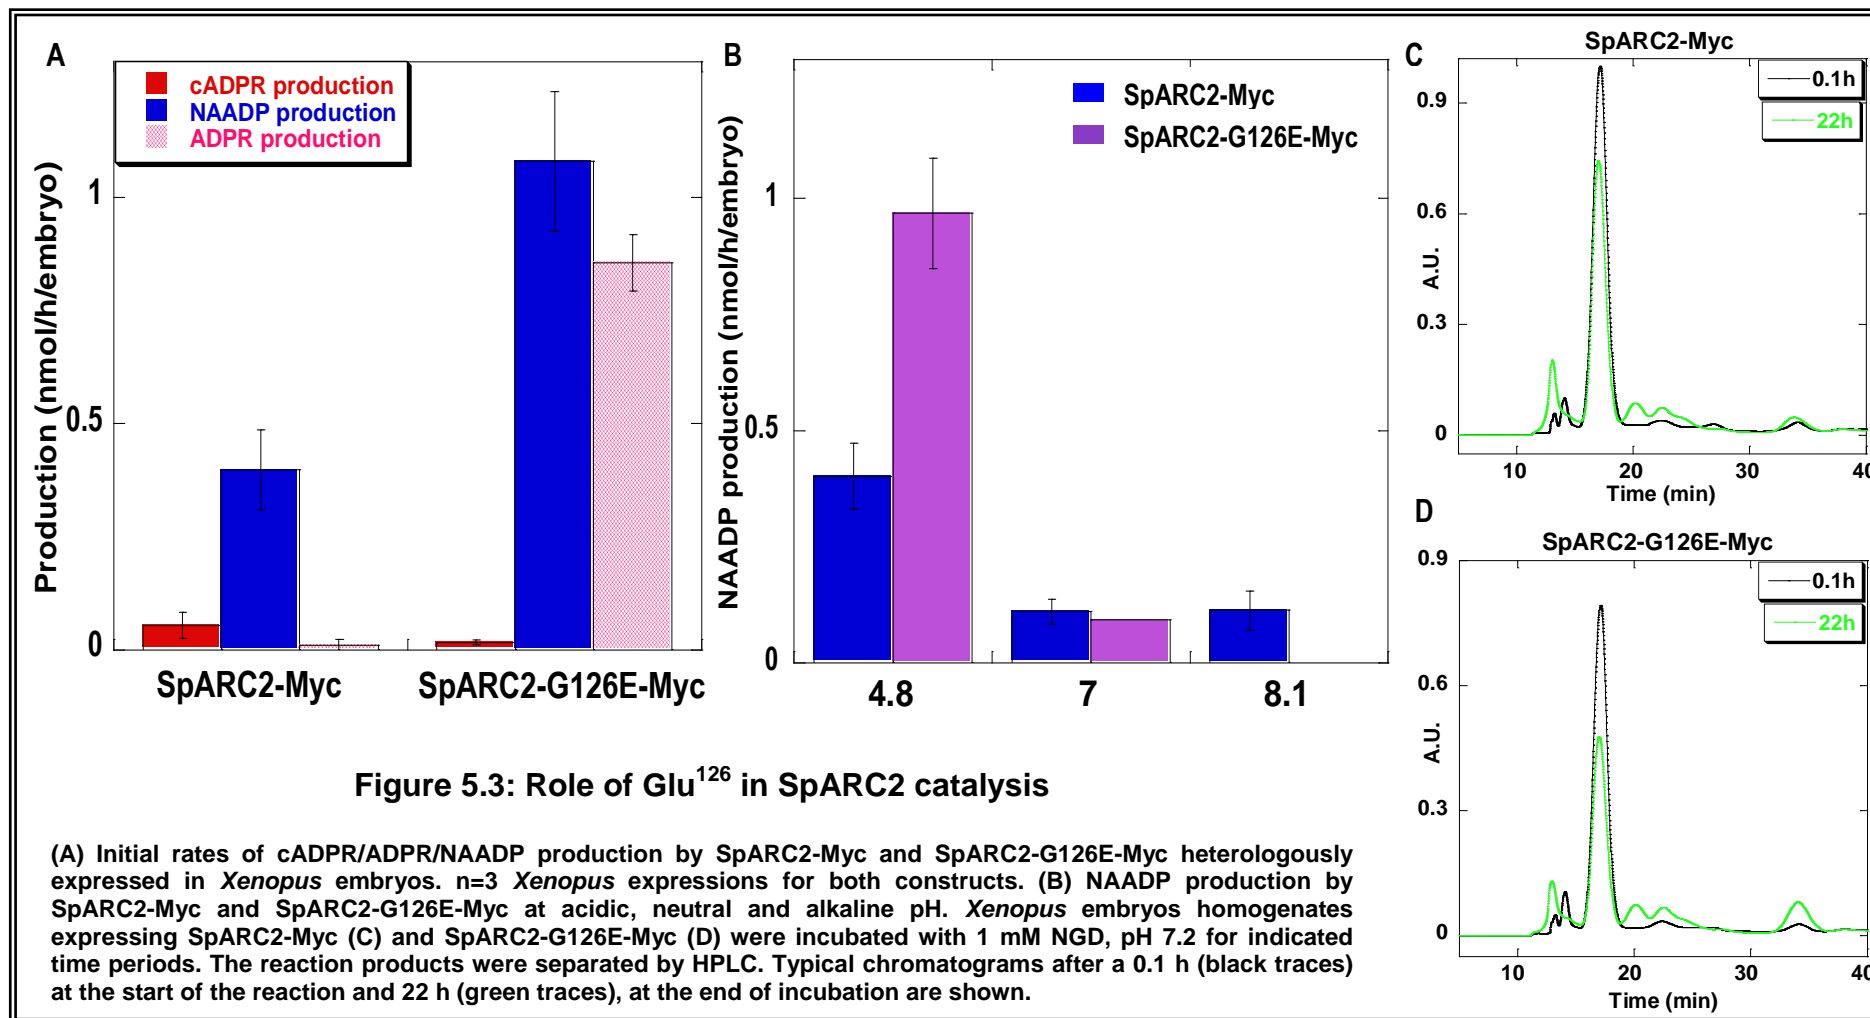 A
cADPR production
NAADP production
ADPR production
Production (nmol/h/embryo)
1
0.5
0
SpARC2-Myc
SpARC2-G126E-Myc
B
SpARC2-Myc
SpARC2-G126E-Myc
NAADP production (nmol/h/embryo)
1
0.5
0
4.8
7
8.1
C
SpARC2-Myc
0.1h
22h
0.9
0.6
0.3
0
A.U.
10
20
30
40
Time (min)
D
SpARC2-G126E-Myc
0.1h
22h
0.9
0.6
0.3
0
A.U.
10
20
30
40
Time (min)
Figure 5.3: Role of Glu126 in SpARC2 catalysis
(A) Initial rates of cADPR/ADPR/NAADP production by SpARC2-Myc and SpARC2-G126E-Myc heterologously
expressed in Xenopus embryos. n=3 Xenopus expressions for both constructs. (B) NAADP production by
SpARC2-Myc and SpARC2-G126E-Myc at acidic, neutral and alkaline pH. Xenopus embryos homogenates
expressing SpARC2-Myc (C) and SpARC2-G126E-Myc (D) were incubated with 1 mM NGD, pH 7.2 for indicated
time periods. The reaction products were separated by HPLC. Typical chromatograms after a 0.1 h (black traces)
at the start of the reaction and 22 h (green traces), at the end of incubation are shown.